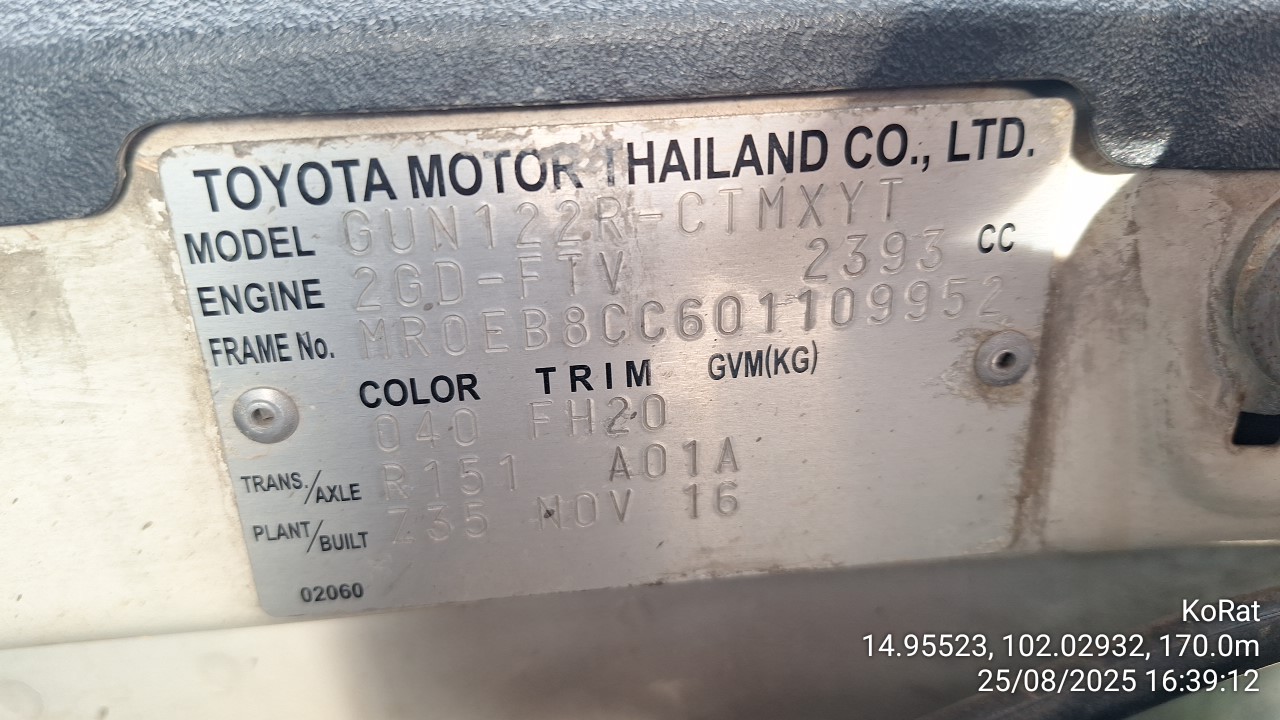 TOYOTA MOTOR THAILAND CO., LTD.
MODEL GUN122R-CTMXYT
ENGINE 2GD-FTV 2393 CC
FRAME No. MR0EB8CC601109952
COLOR TRIM GVM(KG)
040 FH20
TRANS./AXLE R151 A01A
PLANT/BUILT Z35 NOV 16
02060
KoRat
14.95523, 102.02932, 170.0m
25/08/2025 16:39:12